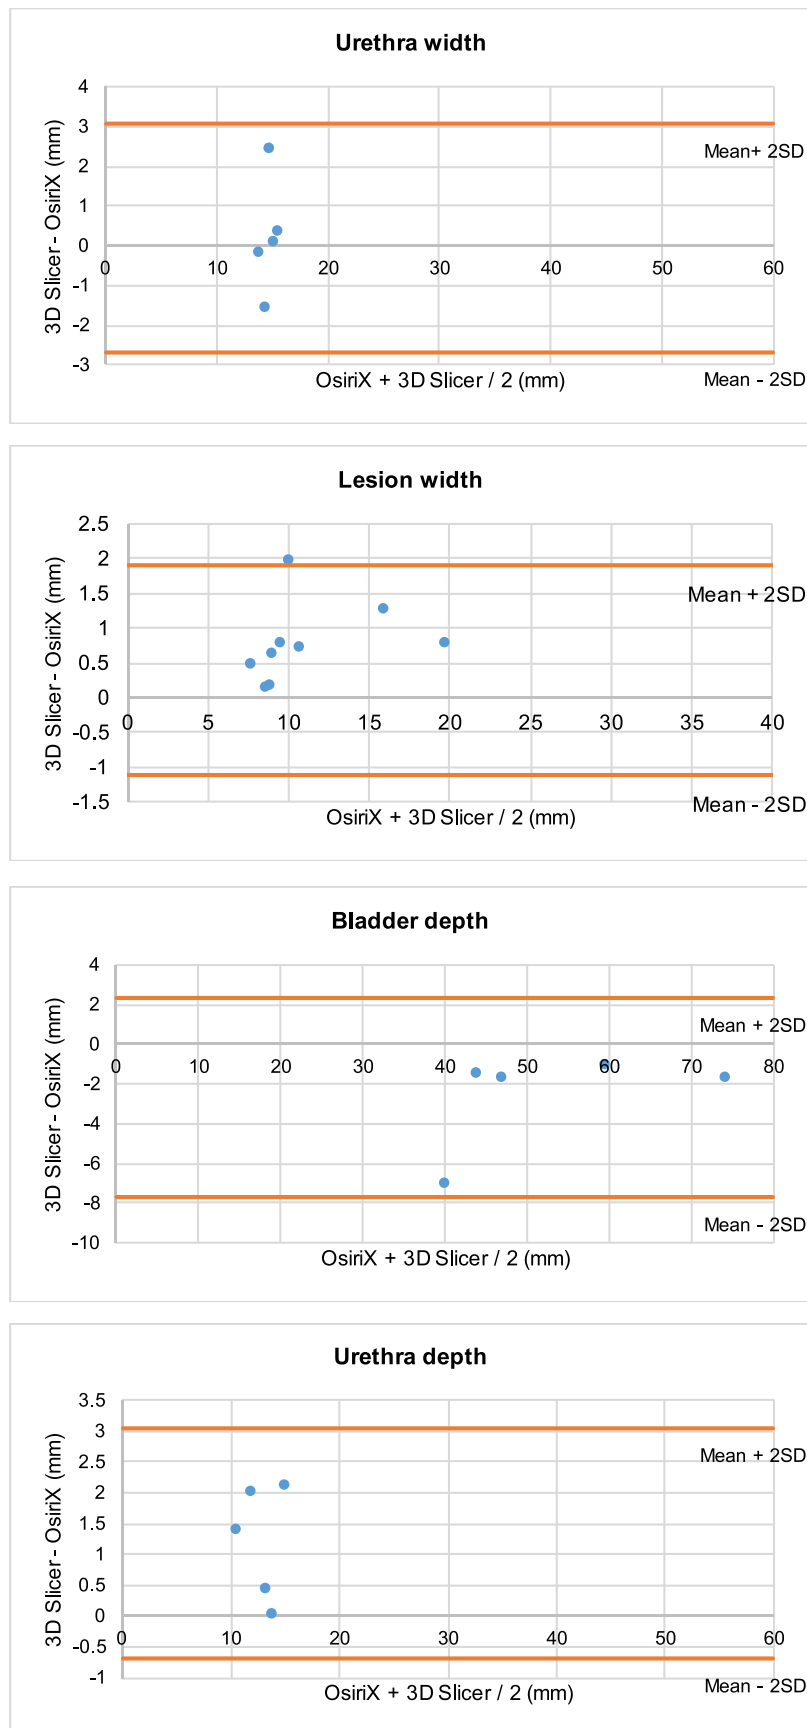 Urethra width
4
3
2
1
0
-1
-2
-3
0 10 20 30 40 50 60
3D Slicer - OsiriX (mm)
Mean+ 2SD
Mean - 2SD
OsiriX + 3D Slicer / 2 (mm)
Lesion width
2.5
2
1.5
1
0.5
0
-0.5
-1
-1.5
0 5 10 15 20 25 30 35 40
3D Slicer - OsiriX (mm)
Mean + 2SD
Mean - 2SD
OsiriX + 3D Slicer / 2 (mm)
Bladder depth
4
2
0
-2
-4
-6
-8
-10
0 10 20 30 40 50 60 70 80
3D Slicer - OsiriX (mm)
Mean + 2SD
Mean - 2SD
OsiriX + 3D Slicer / 2 (mm)
Urethra depth
3.5
3
2.5
2
1.5
1
0.5
0
-0.5
-1
0 10 20 30 40 50 60
3D Slicer - OsiriX (mm)
Mean + 2SD
Mean - 2SD
OsiriX + 3D Slicer / 2 (mm)